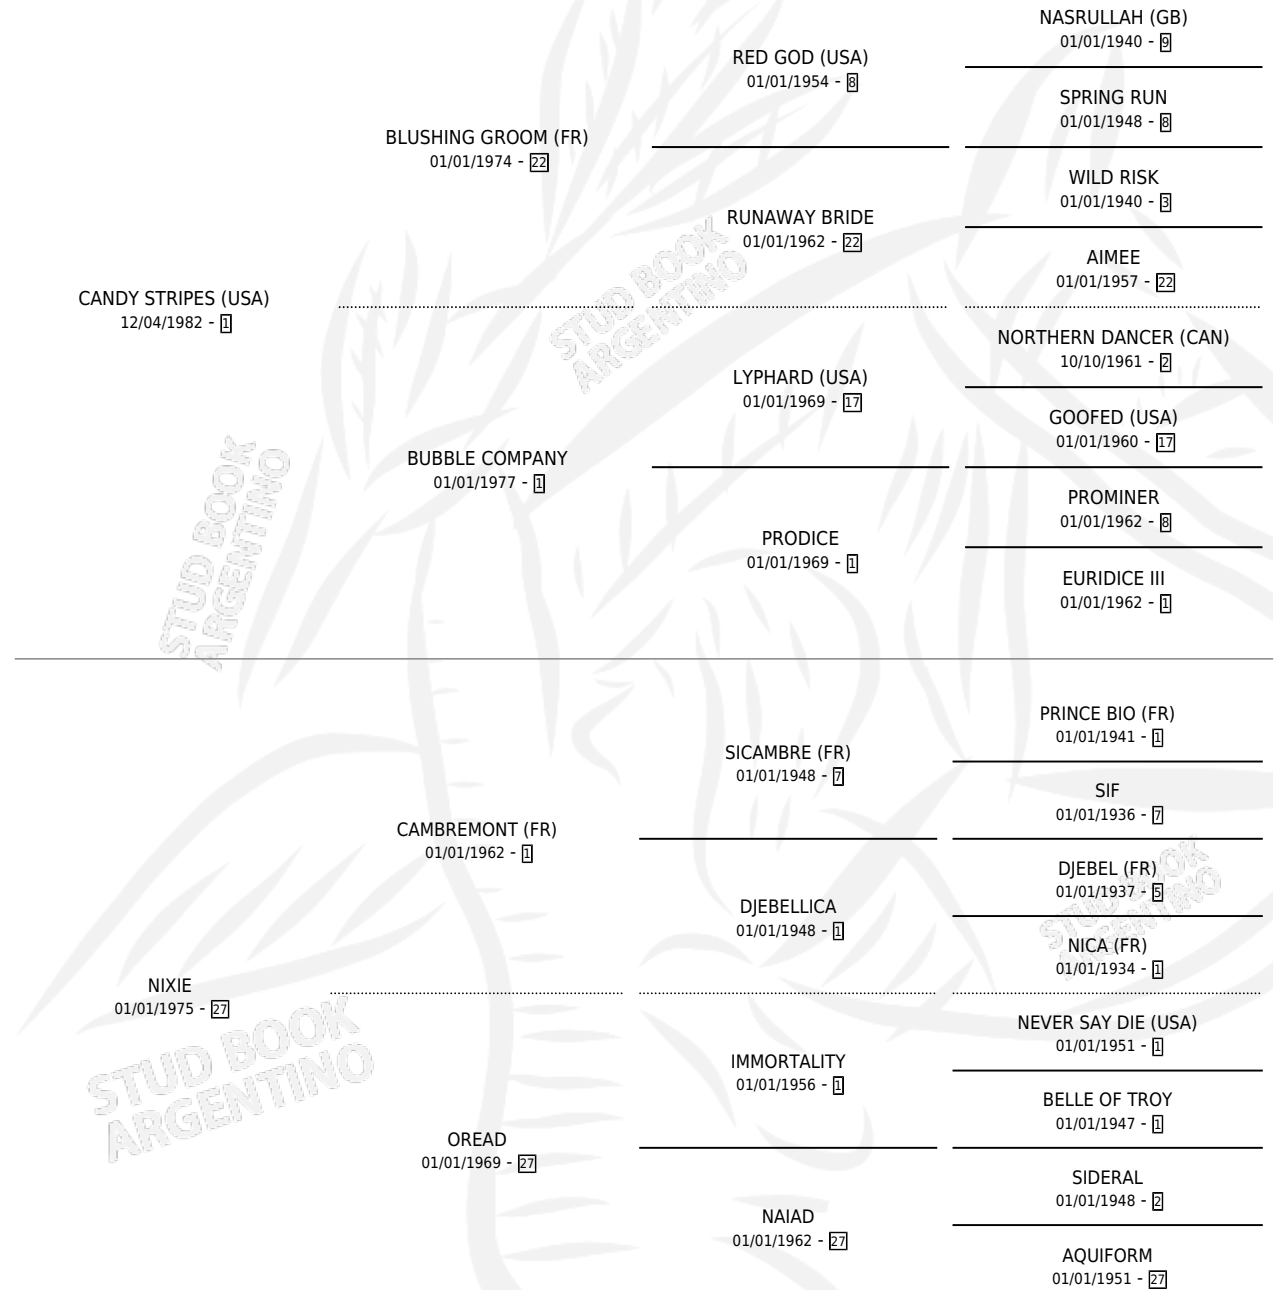 NASRULLAH (GB)
01/01/1940 - 9
RED GOD (USA)
01/01/1954 - 8
SPRING RUN
01/01/1948 - 8
BLUSHING GROOM (FR)
01/01/1974 - 22
WILD RISK
01/01/1940 - 3
RUNAWAY BRIDE
01/01/1962 - 22
AIMEE
01/01/1957 - 22
CANDY STRIPES (USA)
12/04/1982 - 1
NORTHERN DANCER (CAN)
10/10/1961 - 2
LYPHARD (USA)
01/01/1969 - 17
GOOFED (USA)
01/01/1960 - 17
BUBBLE COMPANY
01/01/1977 - 1
PROMINER
01/01/1962 - 8
PRODICE
01/01/1969 - 1
EURIDICE III
01/01/1962 - 1
PRINCE BIO (FR)
01/01/1941 - 1
SICAMBRE (FR)
01/01/1948 - 7
SIF
01/01/1936 - 7
CAMBREMONT (FR)
01/01/1962 - 1
DJEBEL (FR)
01/01/1937 - 5
DJEBELLICA
01/01/1948 - 1
NICA (FR)
01/01/1934 - 1
NIXIE
01/01/1975 - 27
NEVER SAY DIE (USA)
01/01/1951 - 1
IMMORTALITY
01/01/1956 - 1
BELLE OF TROY
01/01/1947 - 1
OREAD
01/01/1969 - 27
SIDERAL
01/01/1948 - 2
NAIAD
01/01/1962 - 27
AQUIFORM
01/01/1951 - 27
STUD BOOK
ARGENTINO
STUD BOOK
ARGENTINO
STUD BOOK
ARGENTINO
STUD BOOK
ARGENTINO